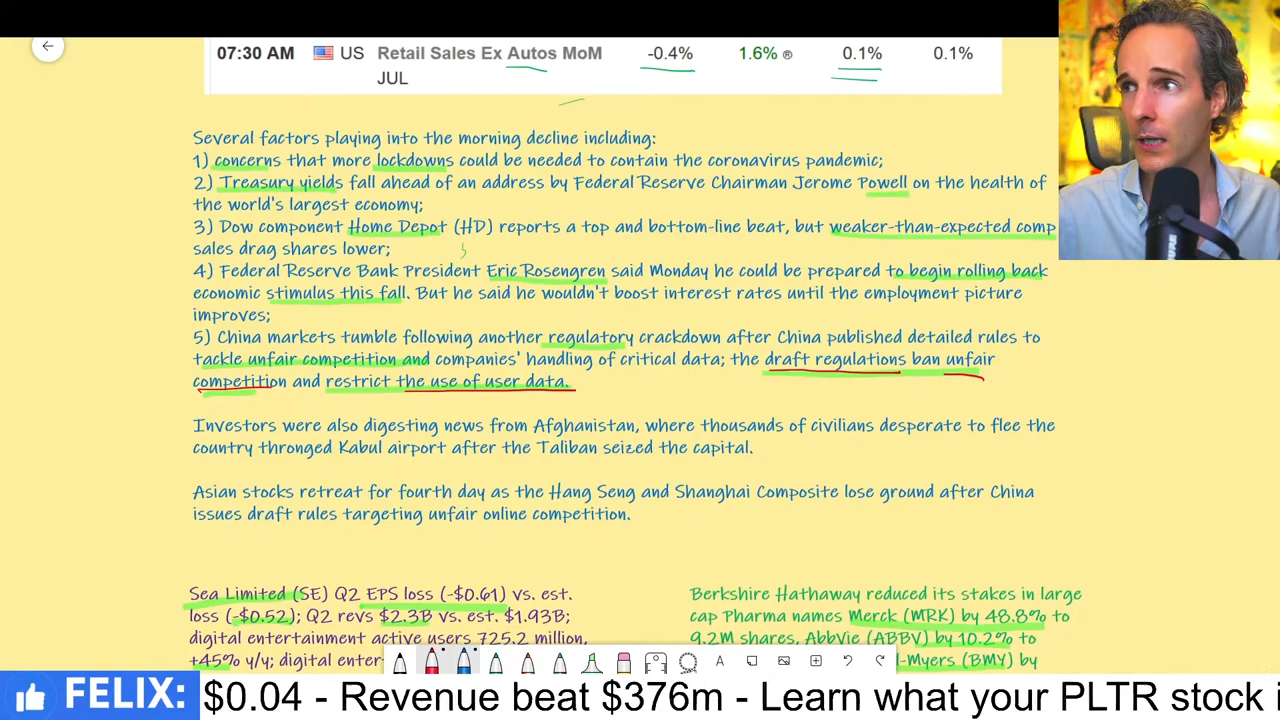 07:30 AM US Retail Sales Ex Autos MoM -0.4% 1.6% ® 0.1% 0.1%
JUL
Several factors playing into the morning decline including:
1) concerns that more lockdowns could be needed to contain the coronavirus pandemic;
2) Treasury yields fall ahead of an address by Federal Reserve Chairman Jerome Powell on the health of
the world's largest economy;
3) Dow component Home Depot (HD) reports a top and bottom-line beat, but weaker-than-expected comp
sales drag shares lower;
4) Federal Reserve Bank President Eric Rosengren said Monday he could be prepared to begin rolling back
economic stimulus this fall. But he said he wouldn't boost interest rates until the employment picture
improves;
5) China markets tumble following another regulatory crackdown after China published detailed rules to
tackle unfair competition and companies' handling of critical data; the draft regulations ban unfair
competition and restrict the use of user data.
Investors were also digesting news from Afghanistan, where thousands of civilians desperate to flee the
country thronged Kabul airport after the Taliban seized the capital.
Asian stocks retreat for fourth day as the Hang Seng and Shanghai Composite lose ground after China
issues draft rules targeting unfair online competition.
Sea Limited (SE) Q2 EPS loss (-$0.61) vs. est.
loss (-$0.52); Q2 revs $2.3B vs. est. $1.93B;
digital entertainment active users 725.2 million,
+45% y/y; digital enter
Berkshire Hathaway reduced its stakes in large
cap Pharma names Merck (MRK) by 48.8% to
9.2M shares, AbbVie (ABBV) by 10.2% to
l-Myers (BMY) by
A
FELIX: $0.04 - Revenue beat $376m - Learn what your PLTR stock i